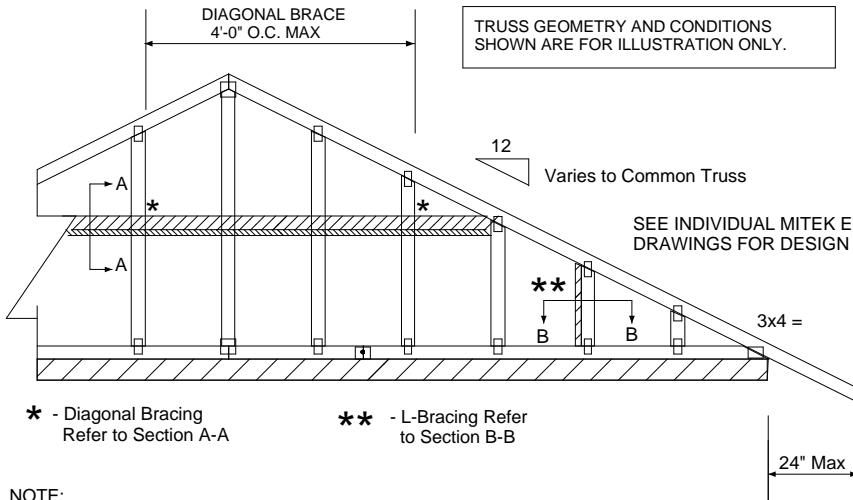 DIAGONAL BRACE
4'-0" O.C. MAX
TRUSS GEOMETRY AND CONDITIONS
SHOWN ARE FOR ILLUSTRATION ONLY.
12
Varies to Common Truss
A
*
*
SEE INDIVIDUAL MITEK E
DRAWINGS FOR DESIGN
A
**
B
B
3x4 =
* - Diagonal Bracing
Refer to Section A-A
** - L-Bracing Refer
to Section B-B
24" Max
NOTE: